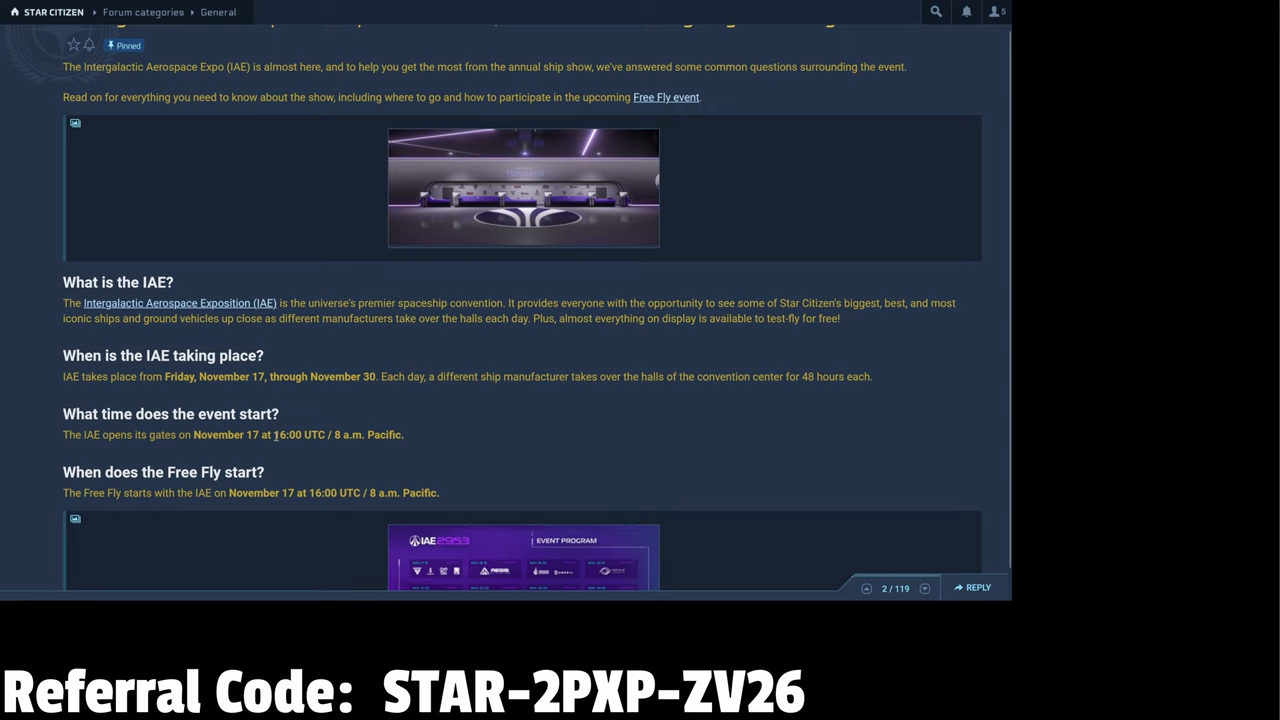 STAR CITIZEN Forum categories General
5
Pinned
The Intergalactic Aerospace Expo (IAE) is almost here, and to help you get the most from the annual ship show, we've answered some common questions surrounding the event.
Read on for everything you need to know about the show, including where to go and how to participate in the upcoming Free Fly event.
What is the IAE?
The Intergalactic Aerospace Exposition (IAE) is the universe's premier spaceship convention. It provides everyone with the opportunity to see some of Star Citizen's biggest, best, and most
iconic ships and ground vehicles up close as different manufacturers take over the halls each day. Plus, almost everything on display is available to test-fly for free!
When is the IAE taking place?
IAE takes place from Friday, November 17, through November 30. Each day, a different ship manufacturer takes over the halls of the convention center for 48 hours each.
What time does the event start?
The IAE opens its gates on November 17 at 16:00 UTC / 8 a.m. Pacific.
When does the Free Fly start?
The Free Fly starts with the IAE on November 17 at 16:00 UTC / 8 a.m. Pacific.
IAE2953 EVENT PROGRAM
2 / 119 REPLY
Referral Code: STAR-2PXP-ZV26